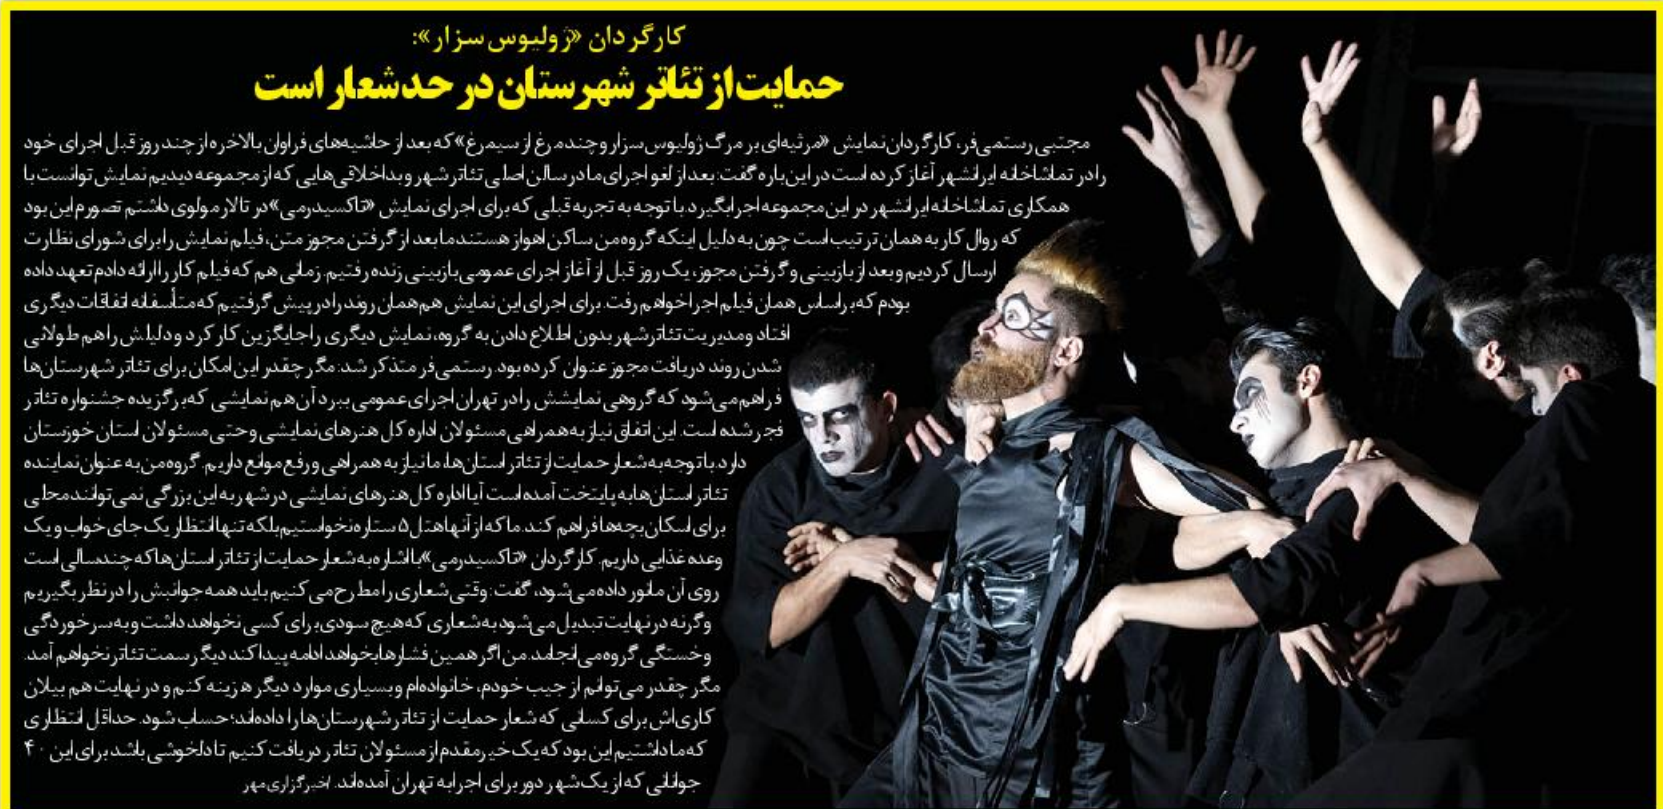 کارگردان «ژولیوس سزار»:
حمایت از تئاتر شهرستان در حد شعار است
مجتبی رستمی‌فر، کارگردان نمایش «مرثیه‌ای بر مرگ ژولیوس سزار و چند مرغ از سیمرغ» که بعد از حاشیه‌های فراوان بالاخره از چند روز قبل اجرای خود
را در تماشاخانه ایرانشهر آغاز کرده است در این‌باره گفت: بعد از لغو اجرای ما در سالن اصلی تئاتر شهر و بداخلاقی‌هایی که از مجموعه دیدیم نمایش توانست با
همکاری تماشاخانه ایرانشهر در این مجموعه اجرا بگیرد. با توجه به تجربه قبلی که برای اجرای نمایش «تاکسیدرمی» در تالار مولوی داشتم تصورم این بود
که روال کار به همان ترتیب است چون به دلیل اینکه گروه من ساکن اهواز هستند ما بعد از گرفتن مجوز متن، فیلم نمایش را برای شورای نظارت
ارسال کردیم و بعد از بازبینی و گرفتن مجوز، یک روز قبل از آغاز اجرای عمومی بازبینی زنده رفتیم. زمانی هم که فیلم کار را ارائه دادم تعهد داده
بودم که بر اساس همان فیلم اجرا خواهم رفت. برای اجرای این نمایش هم همان روند را در پیش گرفتیم که متأسفانه اتفاقات دیگری
افتاد و مدیریت تئاتر شهر بدون اطلاع دادن به گروه، نمایش دیگری را جایگزین کار کرد و دلیلش را هم طولانی
شدن روند دریافت مجوز عنوان کرده بود. رستمی‌فر متذکر شد: مگر چقدر این امکان برای تئاتر شهرستان‌ها
فراهم می‌شود که گروهی نمایشش را در تهران اجرای عمومی ببرد آن هم نمایشی که برگزیده جشنواره تئاتر
فجر شده است. این اتفاق نیاز به همراهی مسئولان اداره کل هنرهای نمایشی و حتی مسئولان استان خوزستان
دارد. با توجه به شعار حمایت از تئاتر استان‌ها، ما نیاز به همراهی و رفع موانع داریم. گروه من به عنوان نماینده
تئاتر استان‌ها به پایتخت آمده است آیا اداره کل هنرهای نمایشی در شهر به این بزرگی نمی‌توانند محلی
برای اسکان بچه‌ها فراهم کند. ما که از آنها هتل ۵ ستاره نخواستیم بلکه تنها انتظار یک جای خواب و یک
وعده غذایی داریم. کارگردان «تاکسیدرمی» با اشاره به شعار حمایت از تئاتر استان‌ها که چندسالی است
روی آن مانور داده می‌شود، گفت: وقتی شعاری را مطرح می کنیم باید همه جوانبش را در نظر بگیریم
وگرنه در نهایت تبدیل می‌شود به شعاری که هیچ سودی برای کسی نخواهد داشت و به سرخوردگی
و خستگی گروه می‌انجامد. من اگر همین فشارها بخواهد ادامه پیدا کند دیگر سمت تئاتر نخواهم آمد.
مگر چقدر می‌توانم از جیب خودم، خانواده‌ام و بسیاری موارد دیگر هزینه کنم و در نهایت هم بیلان
کاری‌اش برای کسانی که شعار حمایت از تئاتر شهرستان‌ها را داده‌اند؛ حساب شود. حداقل انتظاری
که ما داشتیم این بود که یک خیرمقدم از مسئولان تئاتر دریافت کنیم تا دلخوشی باشد برای این ۴۰
جوانانی که از یک شهر دور برای اجرا به تهران آمده‌اند. /خبرگزاری مهر